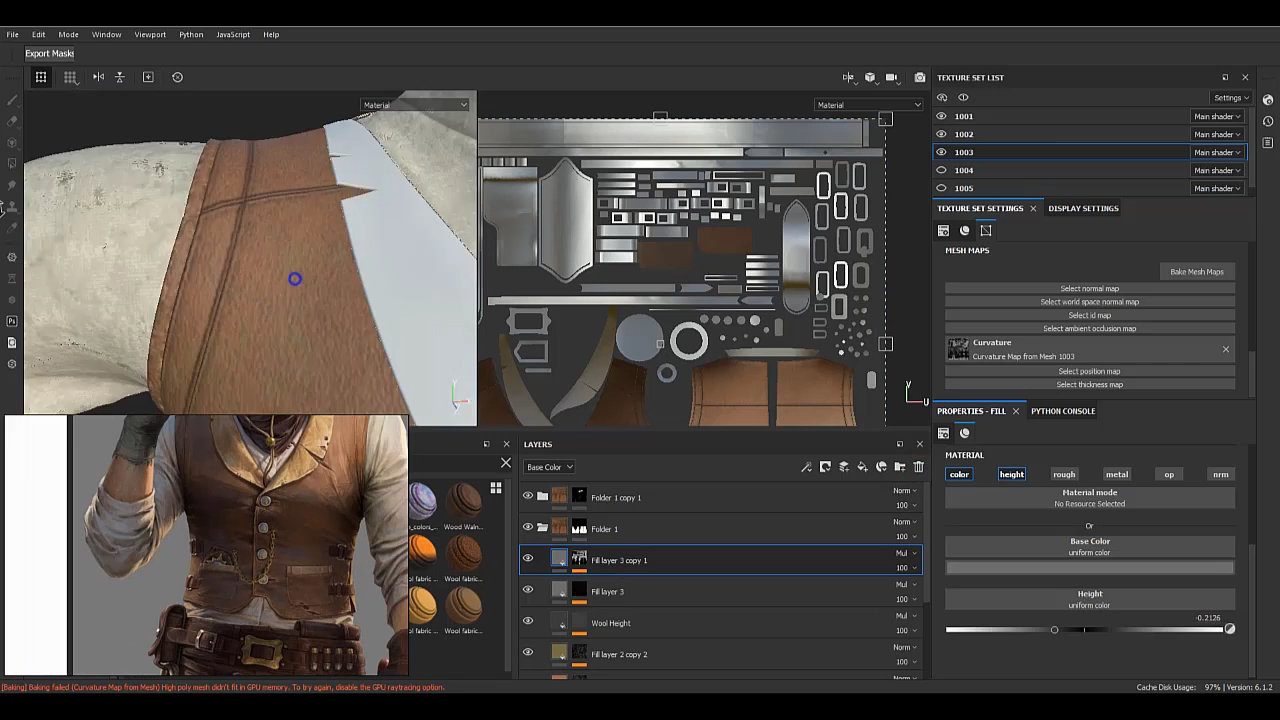 File Edit Mode Window Viewport Python JavaScript Help
Export Masks
Material
Material
TEXTURE SET LIST
Settings
1001 Main shader
1002 Main shader
1003 Main shader
1004 Main shader
1005 Main shader
TEXTURE SET SETTINGS DISPLAY SETTINGS
MESH MAPS
Bake Mesh Maps
Select normal map
Select world space normal map
Select id map
Select ambient occlusion map
Curvature
Curvature Map from Mesh 1003
Select position map
Select thickness map
Y
U
PROPERTIES - FILL PYTHON CONSOLE
MATERIAL
color height rough metal op nrm
Material mode
No Resource Selected
Or
Base Color
uniform color
Height
uniform color
-0.2126
LAYERS
Base Color
Folder 1 copy 1 Norm 100
Folder 1 Norm 100
Fill layer 3 copy 1 Mul 100
Fill layer 3 Mul 100
Wool Height Mul 100
Fill layer 2 copy 2 Mul 100
Norm
Wood Waln...
Wool fabric ...
Wool fabric ...
[Baking] Baking failed (Curvature Map from Mesh) High poly mesh didn't fit in GPU memory. To try again, disable the GPU raytracing option.
Cache Disk Usage: 97% | Version: 6.1.2